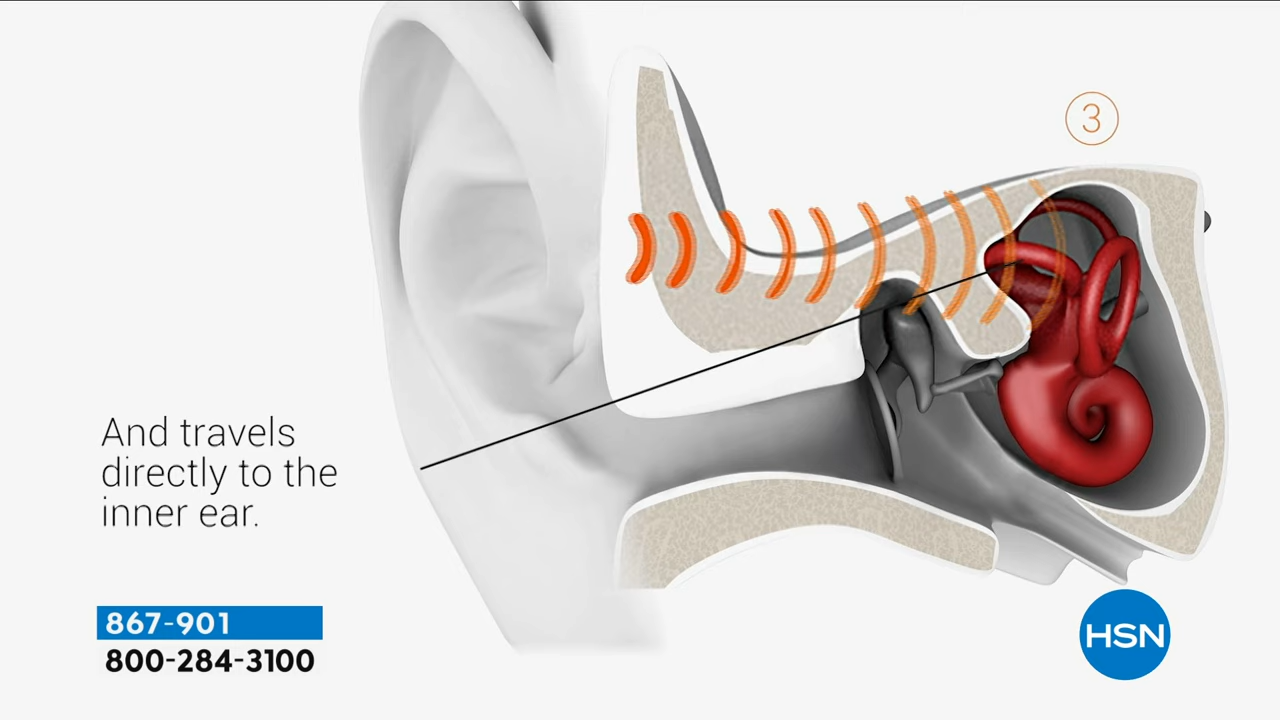 3
And travels
directly to the
inner ear.
867-901
800-284-3100
HSN